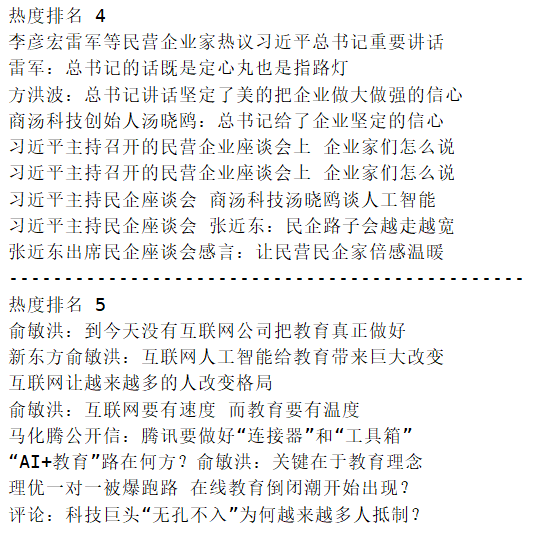 热度排名 4
李彦宏雷军等民营企业家热议习近平总书记重要讲话
雷军：总书记的话既是定心丸也是指路灯
方洪波：总书记讲话坚定了美的把企业做大做强的信心
商汤科技创始人汤晓鸥：总书记给了企业坚定的信心
习近平主持召开的民营企业座谈会上 企业家们怎么说
习近平主持召开的民营企业座谈会上 企业家们怎么说
习近平主持民企座谈会 商汤科技汤晓鸥谈人工智能
习近平主持民企座谈会 张近东：民企路子会越走越宽
张近东出席民企座谈会感言：让民营民企家倍感温暖
-----------------------------------------------
热度排名 5
俞敏洪：到今天没有互联网公司把教育真正做好
新东方俞敏洪：互联网人工智能给教育带来巨大改变
互联网让越来越多的人改变格局
俞敏洪：互联网要有速度 而教育要有温度
马化腾公开信：腾讯要做好“连接器”和“工具箱”
“AI+教育”路在何方？俞敏洪：关键在于教育理念
理优一对一被爆跑路 在线教育倒闭潮开始出现？
评论：科技巨头“无孔不入”为何越来越多人抵制？